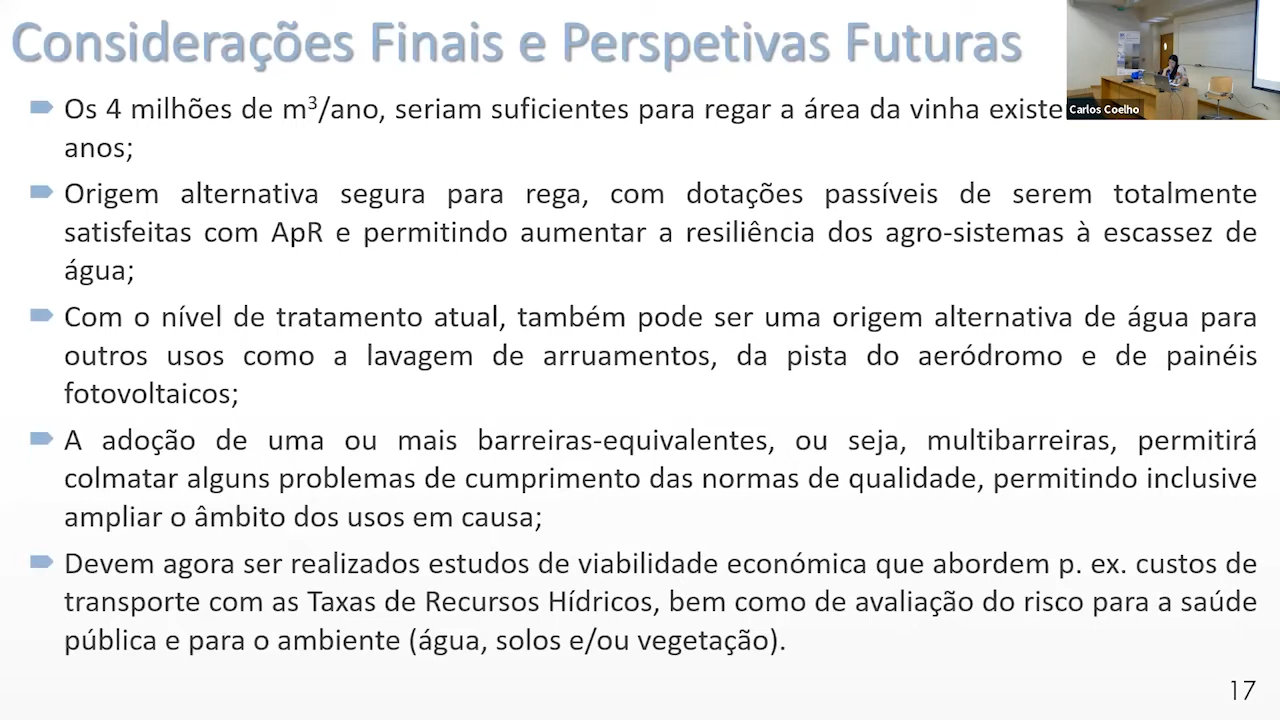 Considerações Finais e Perspetivas Futuras
Carlos Coelho
Os 4 milhões de m³/ano, seriam suficientes para regar a área da vinha
anos;
Origem alternativa segura para rega, com dotações passíveis de serem totalmente
satisfeitas com ApR e permitindo aumentar a resiliência dos agro-sistemas à escassez de
água;
Com o nível de tratamento atual, também pode ser uma origem alternativa de água para
outros usos como a lavagem de arruamentos, da pista do aeródromo e de painéis
fotovoltaicos;
A adoção de uma ou mais barreiras-equivalentes, ou seja, multibarreiras, permitirá
colmatar alguns problemas de cumprimento das normas de qualidade, permitindo inclusive
ampliar o âmbito dos usos em causa;
Devem agora ser realizados estudos de viabilidade económica que abordem p. ex. custos de
transporte com as Taxas de Recursos Hídricos, bem como de avaliação do risco para a saúde
pública e para o ambiente (água, solos e/ou vegetação).
17